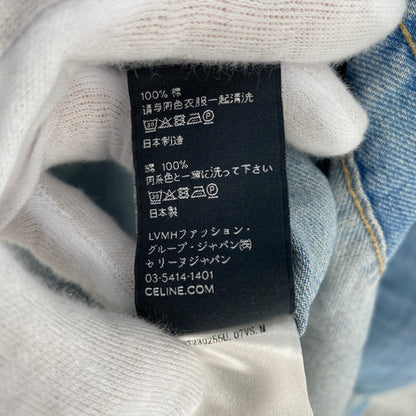 100% 棉
请与同色衣服一起清洗
日本制造
綿 100%
同系色と一緒に洗って下さい
日本製
LVMHファッション・
グループ・ジャパン㈱
セリーヌジャパン
03-5414-1401
CELINE.COM